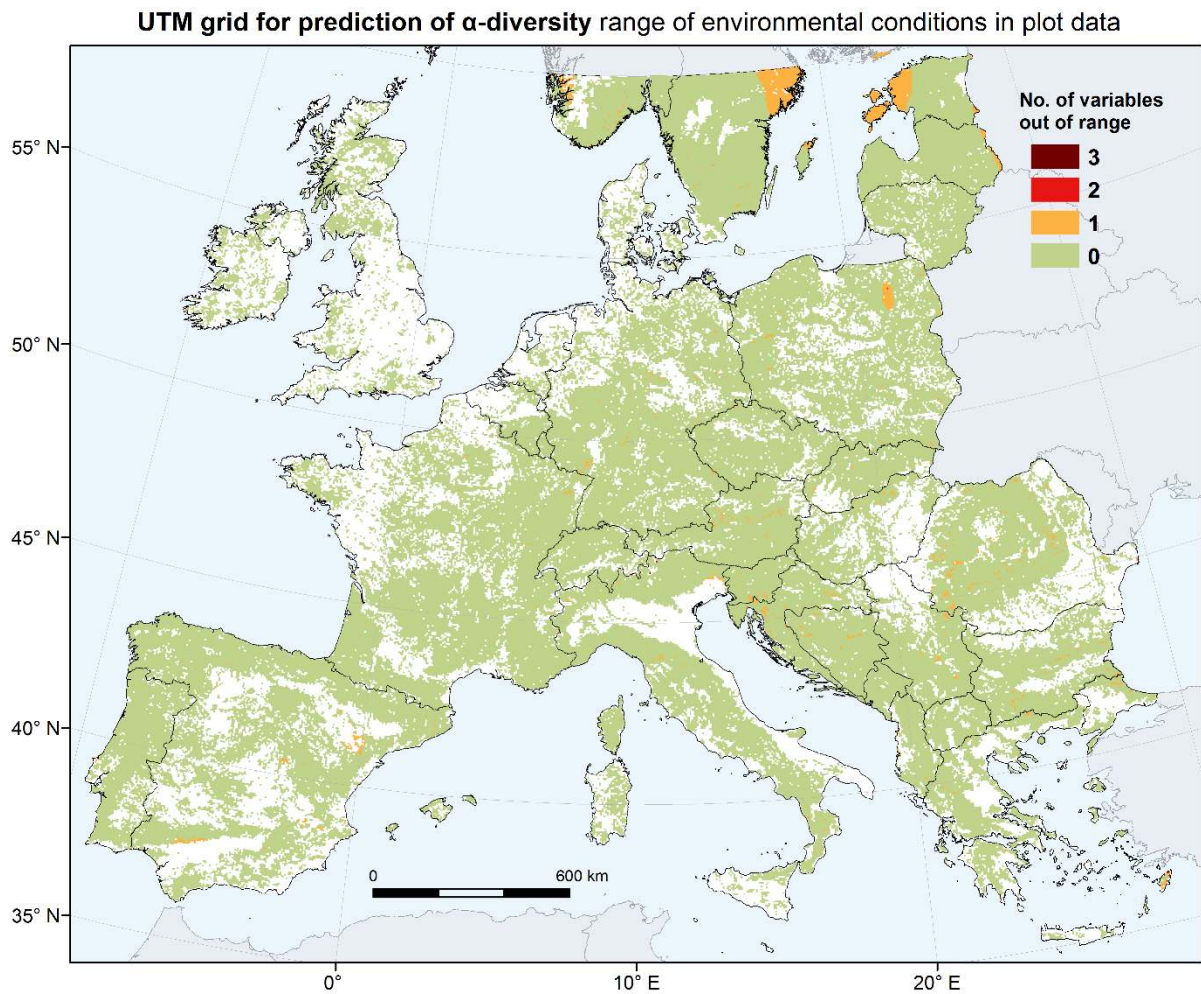 UTM grid for prediction of α-diversity range of environmental conditions in plot data
No. of variables
out of range
3
2
1
0
55° N
50° N
45° N
40° N
35° N
0 600 km
0° 10° E 20° E